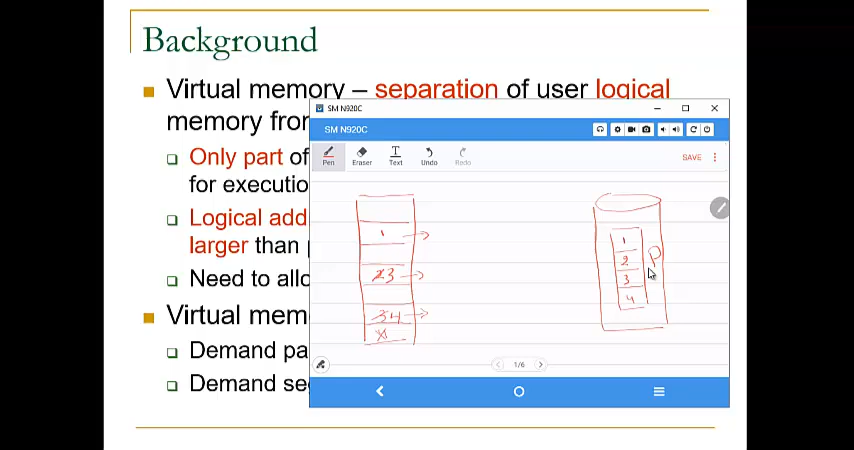 Background
Virtual memory – separation of user logical
memory fro
Only part of
for executio
Logical add
larger than p
Need to allo
Virtual mem
Demand pa
Demand se
SM N920C
SM N920C
Pen
Eraser
Text
Undo
Redo
SAVE
1
3
4
1
2
3
4
P
1/6